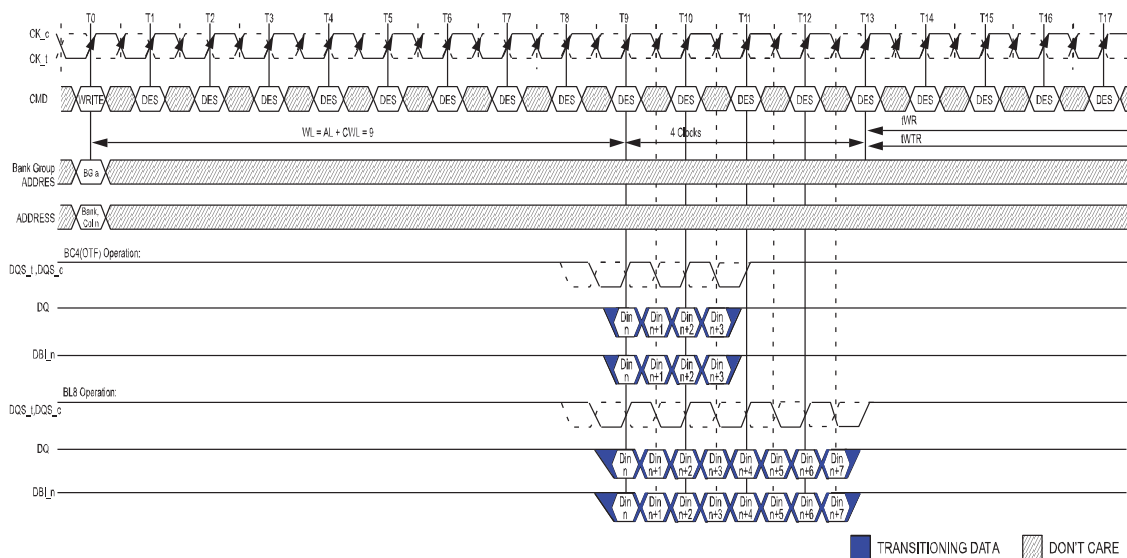 T0 T1 T2 T3 T4 T5 T6 T7 T8 T9 T10 T11 T12 T13 T14 T15 T16 T17
CK_c
CK_t
CMD WRITE DES DES DES DES DES DES DES DES DES DES DES DES DES DES DES DES DES
WL = AL + CWL = 9
4 Clocks
tWR
tWTR
Bank Group
ADDRES
BG a
ADDRESS
Bank,
Col n
BC4(OTF) Operation:
DQS_t ,DQS_c
DQ
Din Din Din Din
n n+1 n+2 n+3
DBI_n
Din Din Din Din
n n+1 n+2 n+3
BL8 Operation:
DQS_t,DQS_c
DQ
Din Din Din Din Din Din Din Din
n n+1 n+2 n+3 n+4 n+5 n+6 n+7
DBI_n
Din Din Din Din Din Din Din Din
n n+1 n+2 n+3 n+4 n+5 n+6 n+7
TRANSITIONING DATA
DON'T CARE